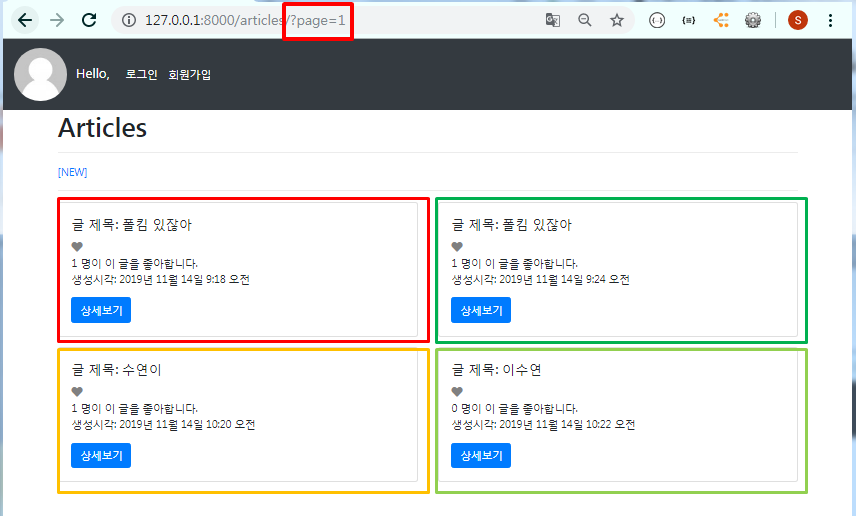 127.0.0.1:8000/articles/?page=1
S
Hello, 로그인 회원가입
Articles
[NEW]
글 제목: 폴킴 있잖아
1 명이 이 글을 좋아합니다.
생성시각: 2019년 11월 14일 9:18 오전
상세보기
글 제목: 폴킴 있잖아
1 명이 이 글을 좋아합니다.
생성시각: 2019년 11월 14일 9:24 오전
상세보기
글 제목: 수연이
1 명이 이 글을 좋아합니다.
생성시각: 2019년 11월 14일 10:20 오전
상세보기
글 제목: 이수연
0 명이 이 글을 좋아합니다.
생성시각: 2019년 11월 14일 10:22 오전
상세보기